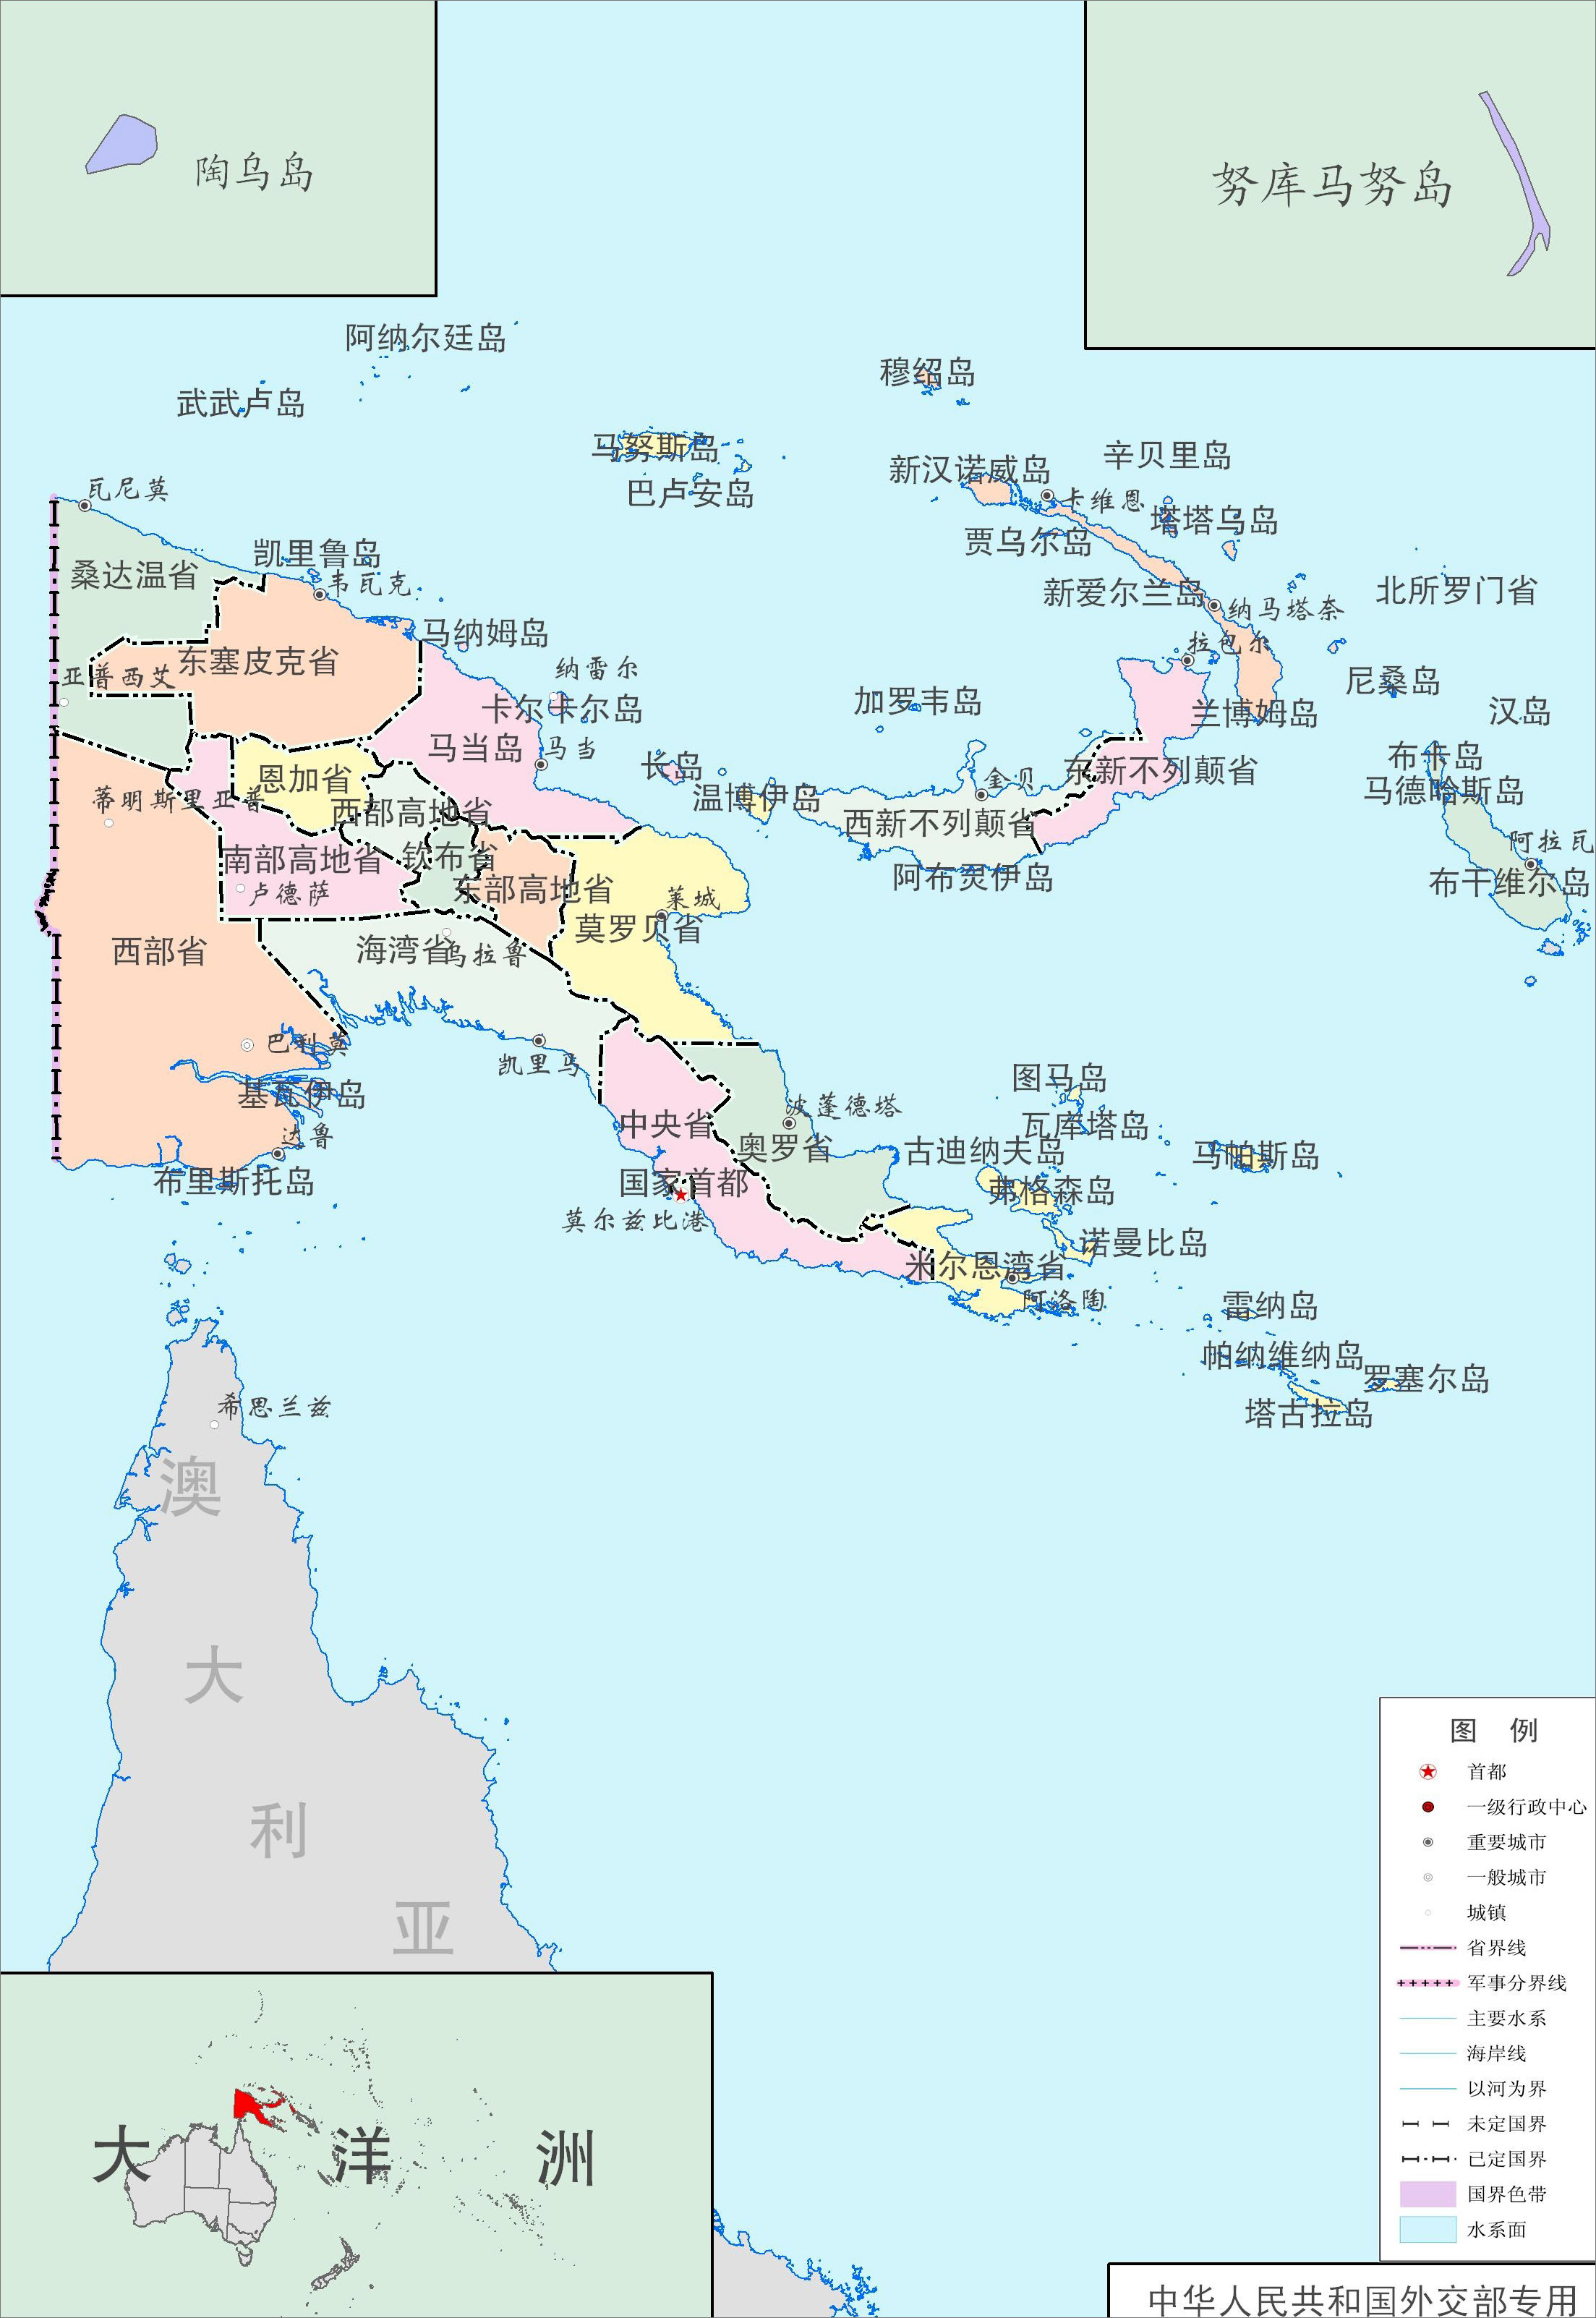 陶乌岛
努库马努岛
阿纳尔廷岛
穆绍岛
武武卢岛
马努斯岛
辛贝里岛
新汉诺威岛
瓦尼莫
巴卢安岛
卡维恩
塔塔乌岛
贾乌尔岛
凯里鲁岛
桑达温省
韦瓦克
新爱尔兰岛
北所罗门省
纳马塔奈
马纳姆岛
拉包尔
东塞皮克省
纳雷尔
亚普西艾
尼桑岛
加罗韦岛
卡尔卡尔岛
兰博姆岛
汉岛
马当岛
马当
布卡岛
长岛
东新不列颠省
恩加省
金贝
马德哈斯岛
蒂明斯里亚普
温博伊岛
西部高地省
西新不列颠省
阿拉瓦
南部高地省
钦布省
阿布灵伊岛
布干维尔岛
东部高地省
卢德萨
莱城
莫罗贝省
西部省
海湾省
乌拉鲁
巴利莫
凯里马
图马岛
基瓦伊岛
波蓬德塔
中央省
瓦库塔岛
达鲁
奥罗省
古迪纳夫岛
马帕斯岛
布里斯托岛
国家首都
弗格森岛
莫尔兹比港
诺曼比岛
米尔恩湾省
阿洛陶
雷纳岛
帕纳维纳岛
罗塞尔岛
塔古拉岛
希思兰兹
澳
大
利
亚
图 例
首都
一级行政中心
重要城市
一般城市
城镇
省界线
军事分界线
主要水系
海岸线
以河为界
未定国界
已定国界
国界色带
水系面
大 洋 洲
中华人民共和国外交部专用